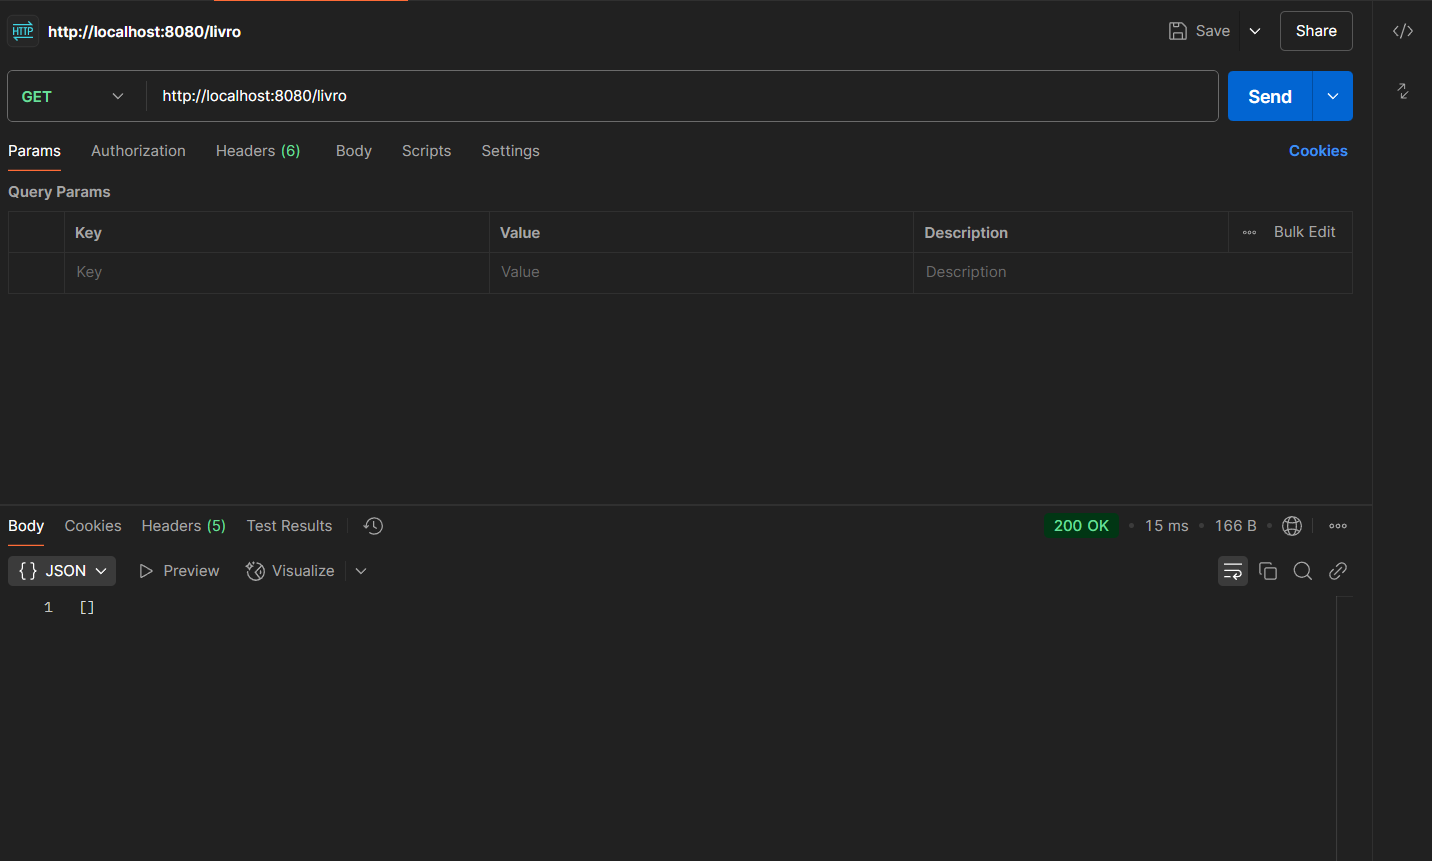 HTTP http://localhost:8080/livro Save Share
GET http://localhost:8080/livro Send
Params Authorization Headers (6) Body Scripts Settings Cookies
Query Params
Key Value Description Bulk Edit
Key Value Description
Body Cookies Headers (5) Test Results 200 OK • 15 ms • 166 B •
{} JSON Preview Visualize
1 []